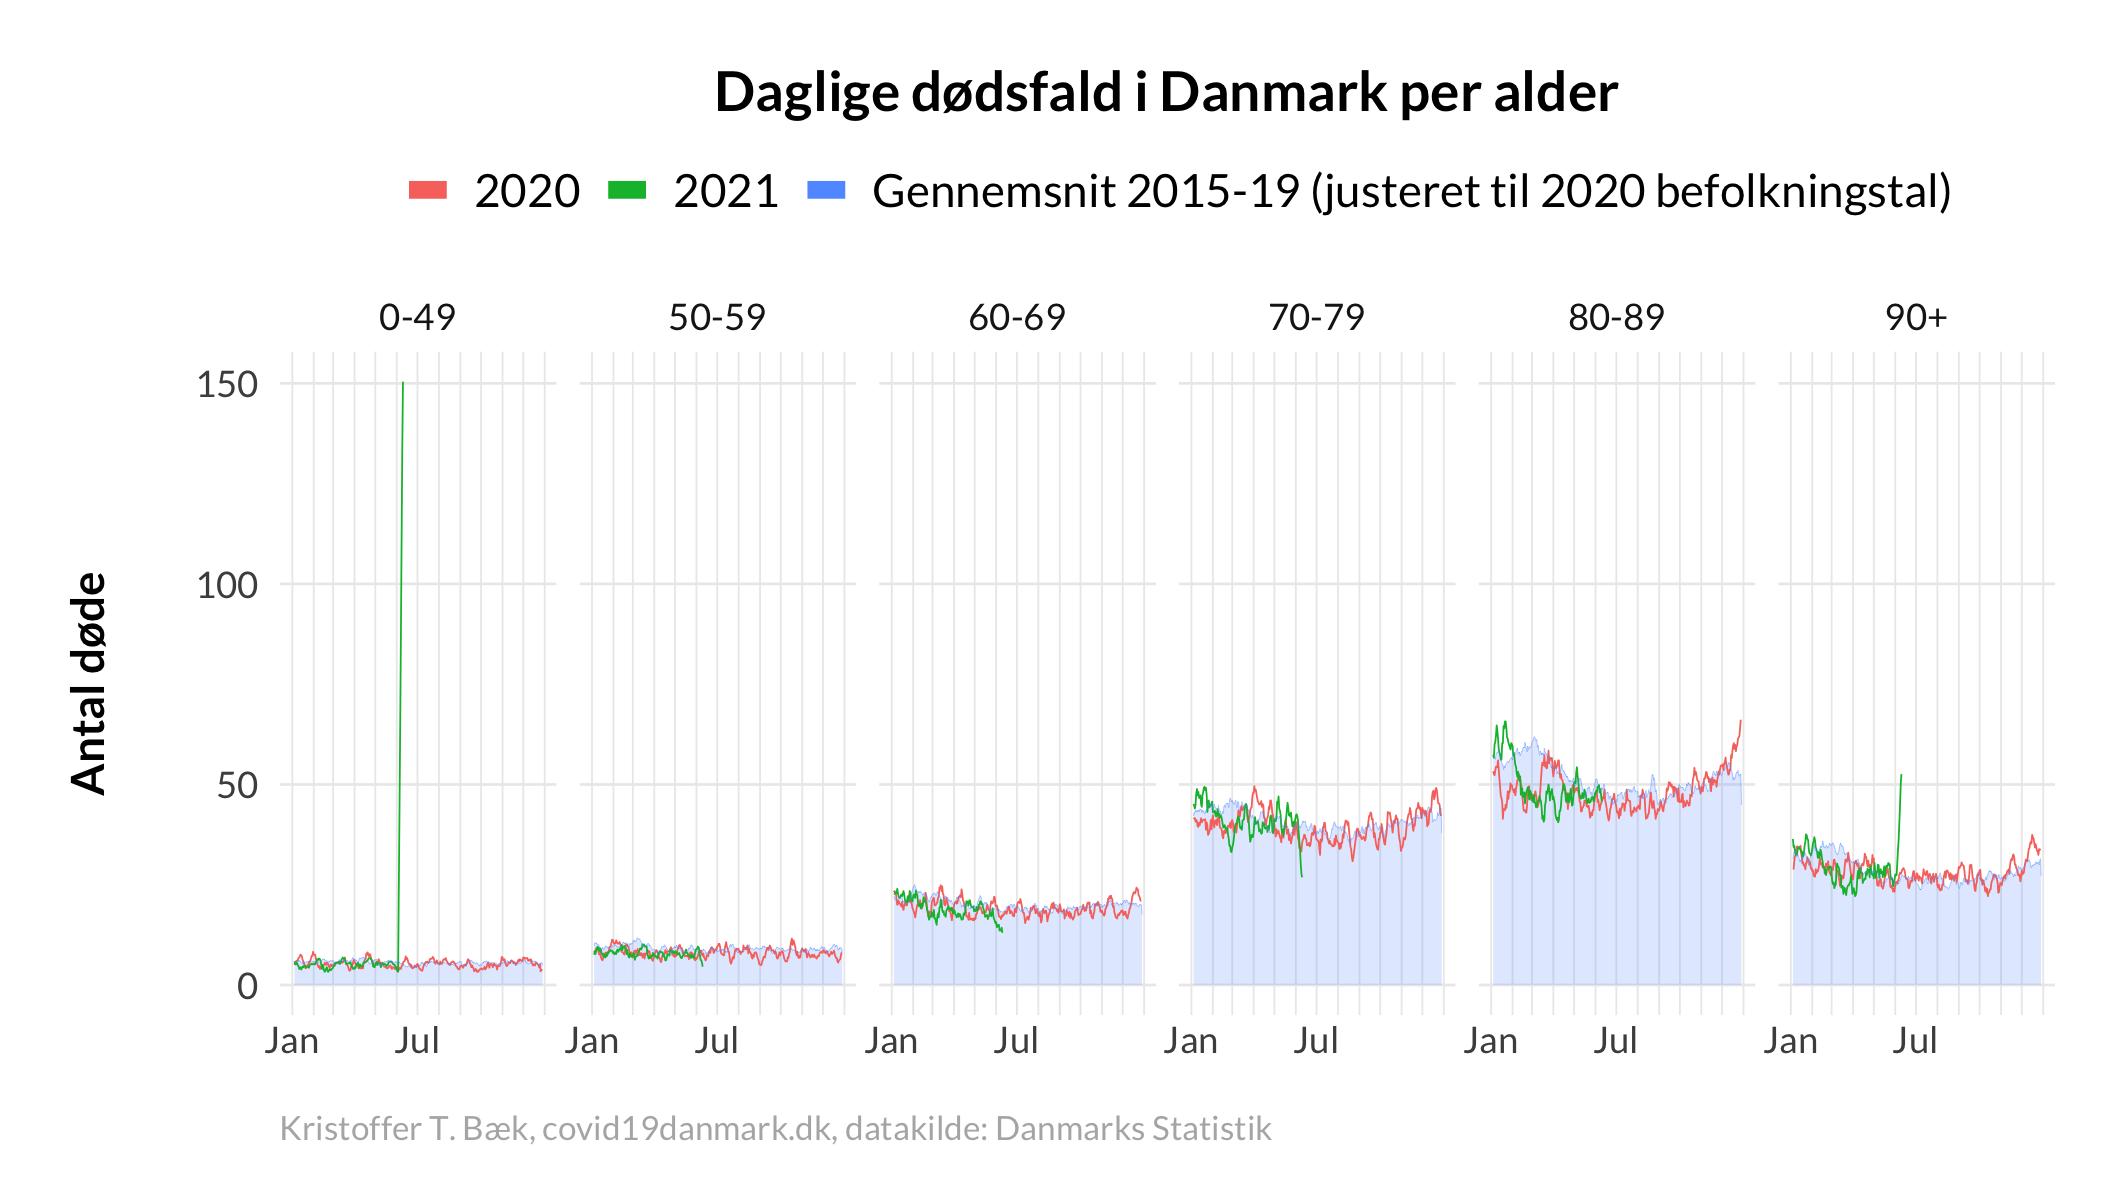 Daglige dødsfald i Danmark per alder
2020 2021 Gennemsnit 2015-19 (justeret til 2020 befolkningstal)
0-49 50-59 60-69 70-79 80-89 90+
Antal døde
150
100
50
0
Jan Jul Jan Jul Jan Jul Jan Jul Jan Jul Jan Jul
Kristoffer T. Bæk, covid19danmark.dk, datakilde: Danmarks Statistik